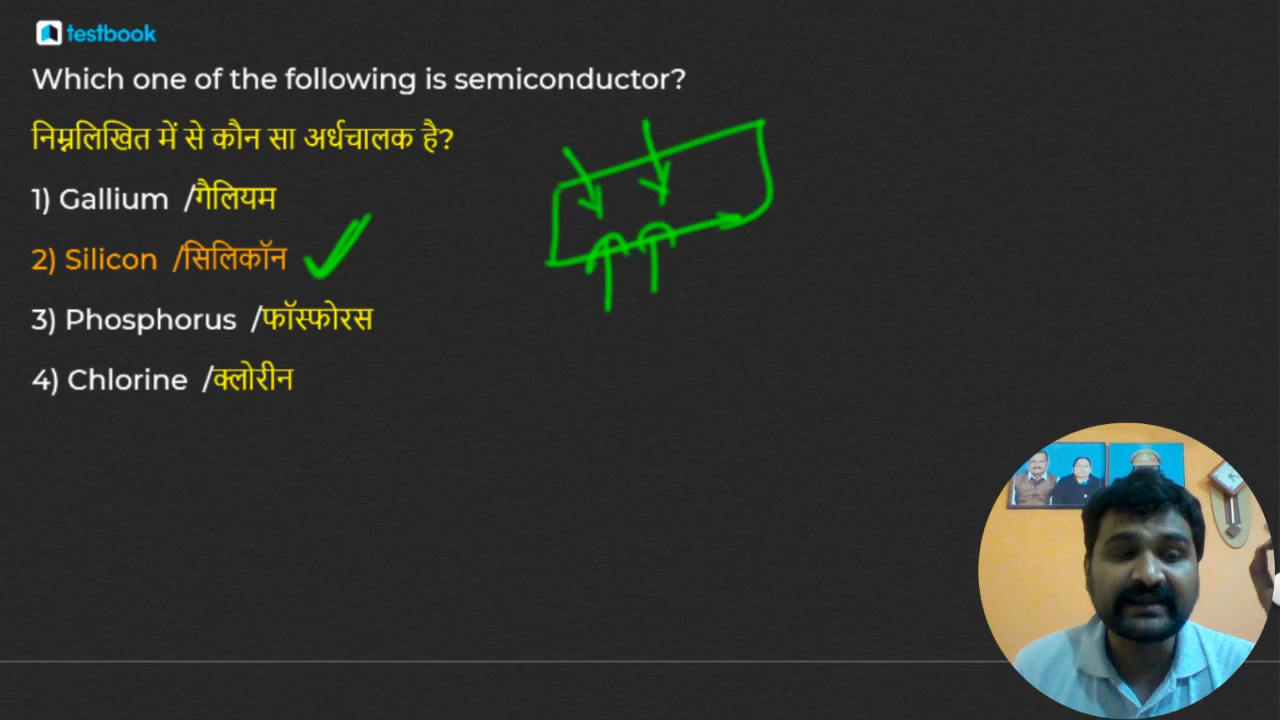 testbook
Which one of the following is semiconductor?
निम्नलिखित में से कौन सा अर्धचालक है?
1) Gallium /गैलियम
2) Silicon /सिलिकॉन
3) Phosphorus /फॉस्फोरस
4) Chlorine /क्लोरीन